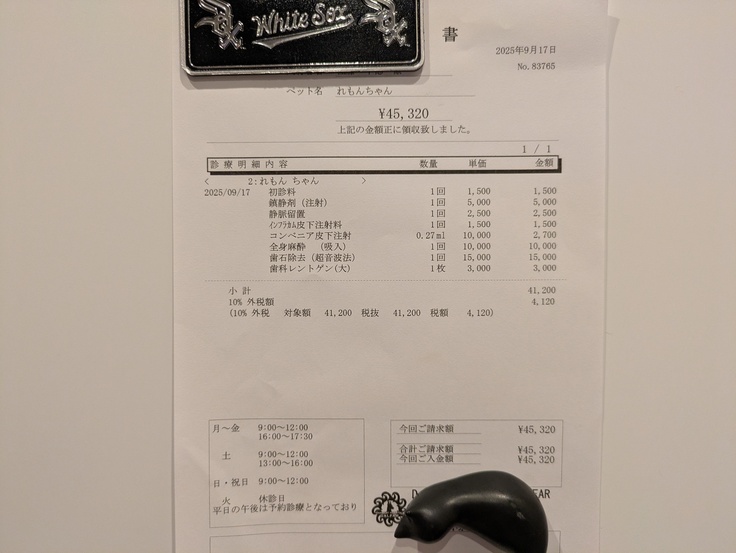 Sox White Sox Sox
書
2025年9月17日
No.83765
ペット名 れもんちゃん
¥45,320
上記の金額正に領収致しました。
1 / 1
診療明細内容 数量 単価 金額
< 2:れもん ちゃん >
2025/09/17 初診料 1回 1,500 1,500
鎮静剤(注射) 1回 5,000 5,000
静脈留置 1回 2,500 2,500
インフラカム皮下注射料 1回 1,500 1,500
コンベニア皮下注射 0.27ml 10,000 2,700
全身麻酔 (吸入) 1回 10,000 10,000
歯石除去(超音波法) 1回 15,000 15,000
歯科レントゲン(大) 1枚 3,000 3,000
小計 41,200
10% 外税額 4,120
(10% 外税 対象額 41,200 税抜 41,200 税額 4,120)
月〜金 9:00〜12:00
16:00〜17:30
土 9:00〜12:00
13:00〜16:00
日・祝日 9:00〜12:00
火 休診日
平日の午後は予約診療となっており
今回ご請求額 ¥45,320
合計ご請求額 ¥45,320
今回ご入金額 ¥45,320